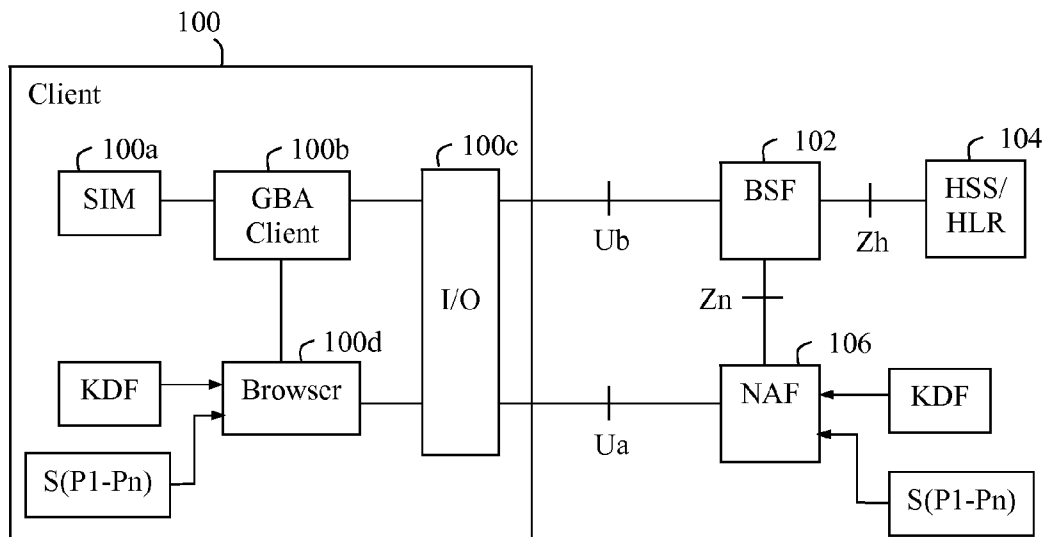 100
Client
100a
100b
100c
102
104
SIM
GBA
Client
BSF
HSS/
HLR
Ub
Zh
I/O
Zn
100d
106
KDF
Browser
NAF
KDF
Ua
S(P1-Pn)
S(P1-Pn)